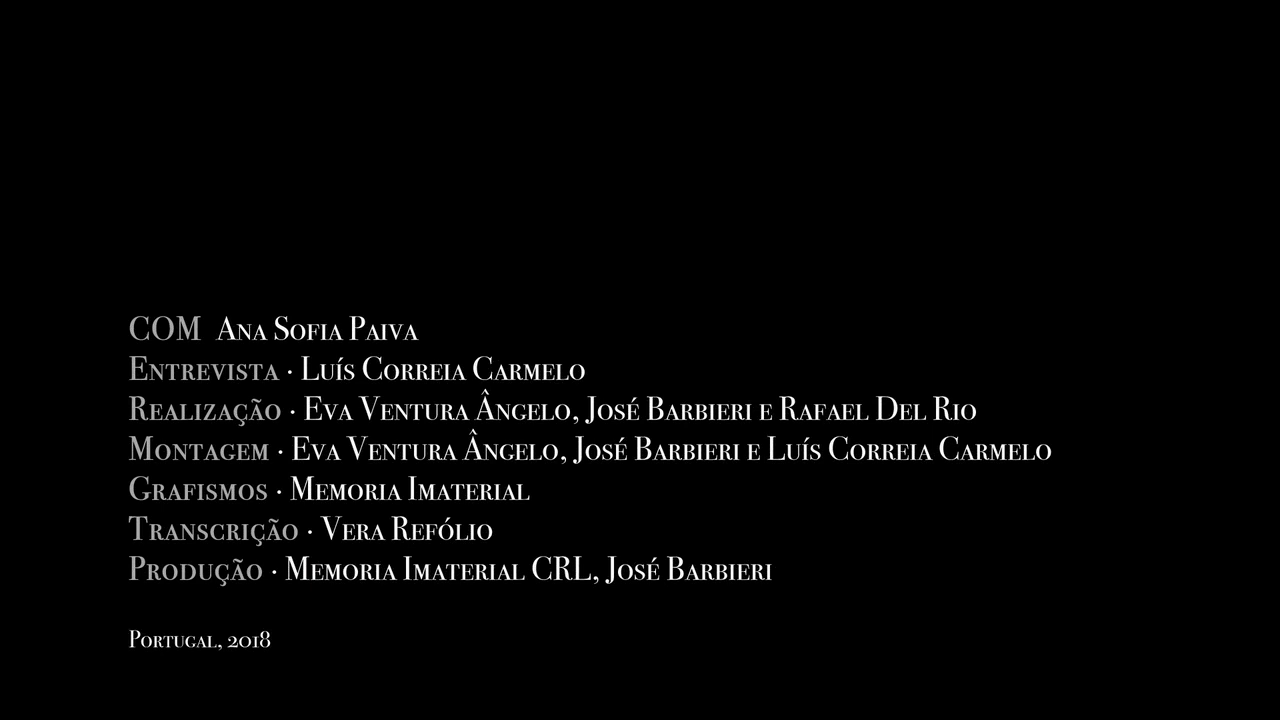 COM Ana Sofia Paiva
Entrevista · Luís Correia Carmelo
Realização · Eva Ventura Ângelo, José Barbieri e Rafael Del Rio
Montagem · Eva Ventura Ângelo, José Barbieri e Luís Correia Carmelo
Grafismos · Memoria Imaterial
Transcrição · Vera Refólio
Produção · Memoria Imaterial CRL, José Barbieri
Portugal, 2018